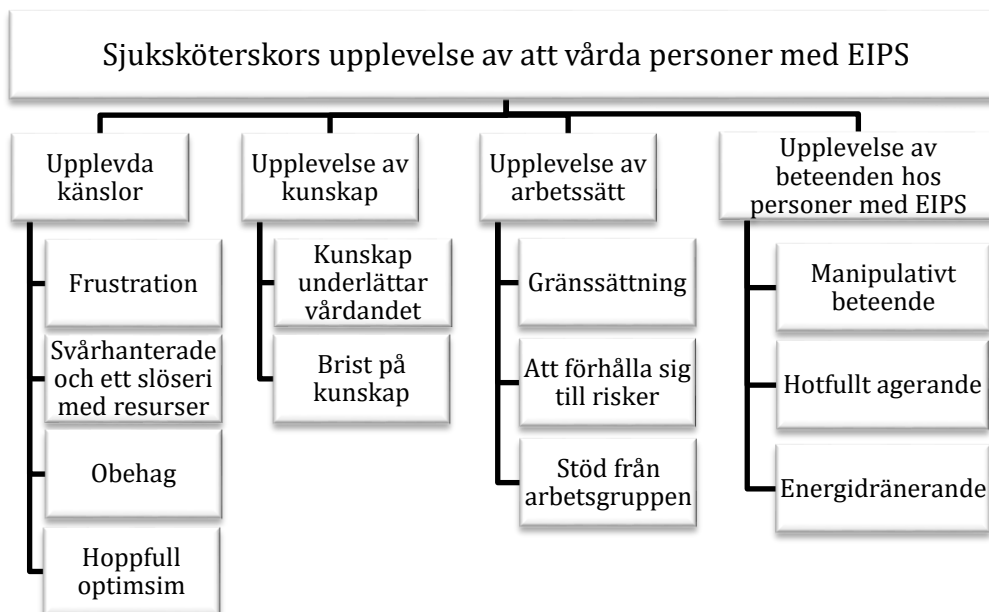 Sjuksköterskors upplevelse av att vårda personer med EIPS
Upplevda
känslor
Frustration
Svårhanterade
och ett slöseri
med resurser
Obehag
Hoppfull
optimsim
Upplevelse av
kunskap
Kunskap
underlättar
vårdandet
Brist på
kunskap
Upplevelse av
arbetssätt
Gränssättning
Att förhålla sig
till risker
Stöd från
arbetsgruppen
Upplevelse av
beteenden hos
personer med EIPS
Manipulativt
beteende
Hotfullt agerande
Energidränerande